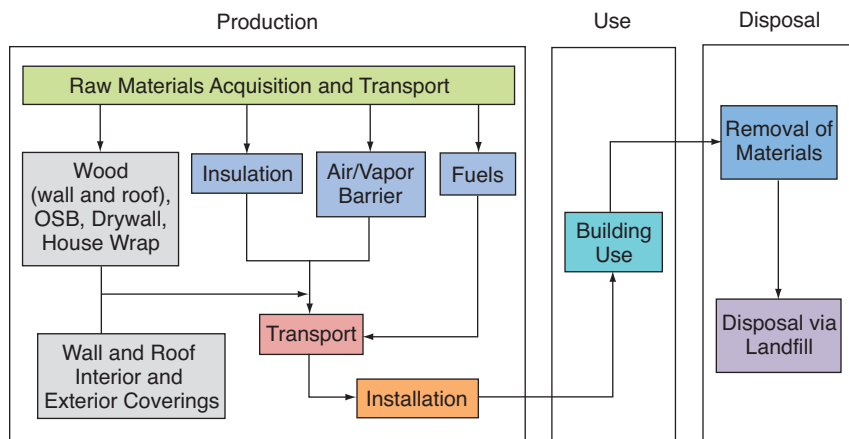 Production
Use
Disposal
Raw Materials Acquisition and Transport
Wood
(wall and roof),
OSB, Drywall,
House Wrap
Insulation
Air/Vapor
Barrier
Fuels
Removal of
Materials
Building
Use
Transport
Wall and Roof
Interior and
Exterior Coverings
Installation
Disposal via
Landfill